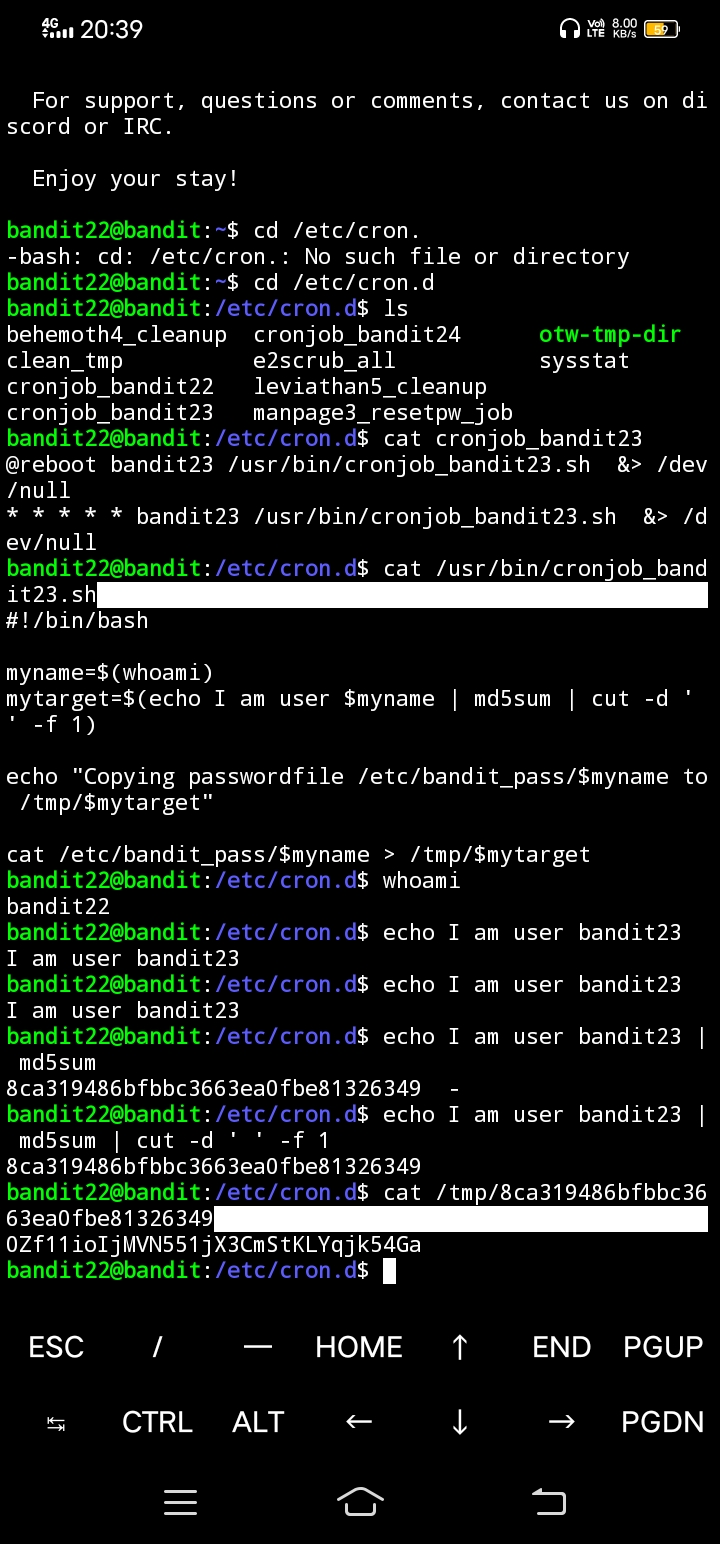 4G 20:39 Vo) LTE 8.00 KB/s 59
For support, questions or comments, contact us on di
scord or IRC.
Enjoy your stay!
bandit22@bandit:~$ cd /etc/cron.
-bash: cd: /etc/cron.: No such file or directory
bandit22@bandit:~$ cd /etc/cron.d
bandit22@bandit:/etc/cron.d$ ls
behemoth4_cleanup  cronjob_bandit24      otw-tmp-dir
clean_tmp          e2scrub_all           sysstat
cronjob_bandit22   leviathan5_cleanup
cronjob_bandit23   manpage3_resetpw_job
bandit22@bandit:/etc/cron.d$ cat cronjob_bandit23
@reboot bandit23 /usr/bin/cronjob_bandit23.sh  &> /dev
/null
* * * * * bandit23 /usr/bin/cronjob_bandit23.sh  &> /d
ev/null
bandit22@bandit:/etc/cron.d$ cat /usr/bin/cronjob_band
it23.sh
#!/bin/bash
myname=$(whoami)
mytarget=$(echo I am user $myname | md5sum | cut -d '
' -f 1)
echo "Copying passwordfile /etc/bandit_pass/$myname to
 /tmp/$mytarget"
cat /etc/bandit_pass/$myname > /tmp/$mytarget
bandit22@bandit:/etc/cron.d$ whoami
bandit22
bandit22@bandit:/etc/cron.d$ echo I am user bandit23
I am user bandit23
bandit22@bandit:/etc/cron.d$ echo I am user bandit23
I am user bandit23
bandit22@bandit:/etc/cron.d$ echo I am user bandit23 |
 md5sum
8ca319486bfbbc3663ea0fbe81326349  -
bandit22@bandit:/etc/cron.d$ echo I am user bandit23 |
 md5sum | cut -d ' ' -f 1
8ca319486bfbbc3663ea0fbe81326349
bandit22@bandit:/etc/cron.d$ cat /tmp/8ca319486bfbbc36
63ea0fbe81326349
0Zf11ioIjMVN551jX3CmStKLYqjk54Ga
bandit22@bandit:/etc/cron.d$
ESC / — HOME ↑ END PGUP
↹ CTRL ALT ← ↓ → PGDN